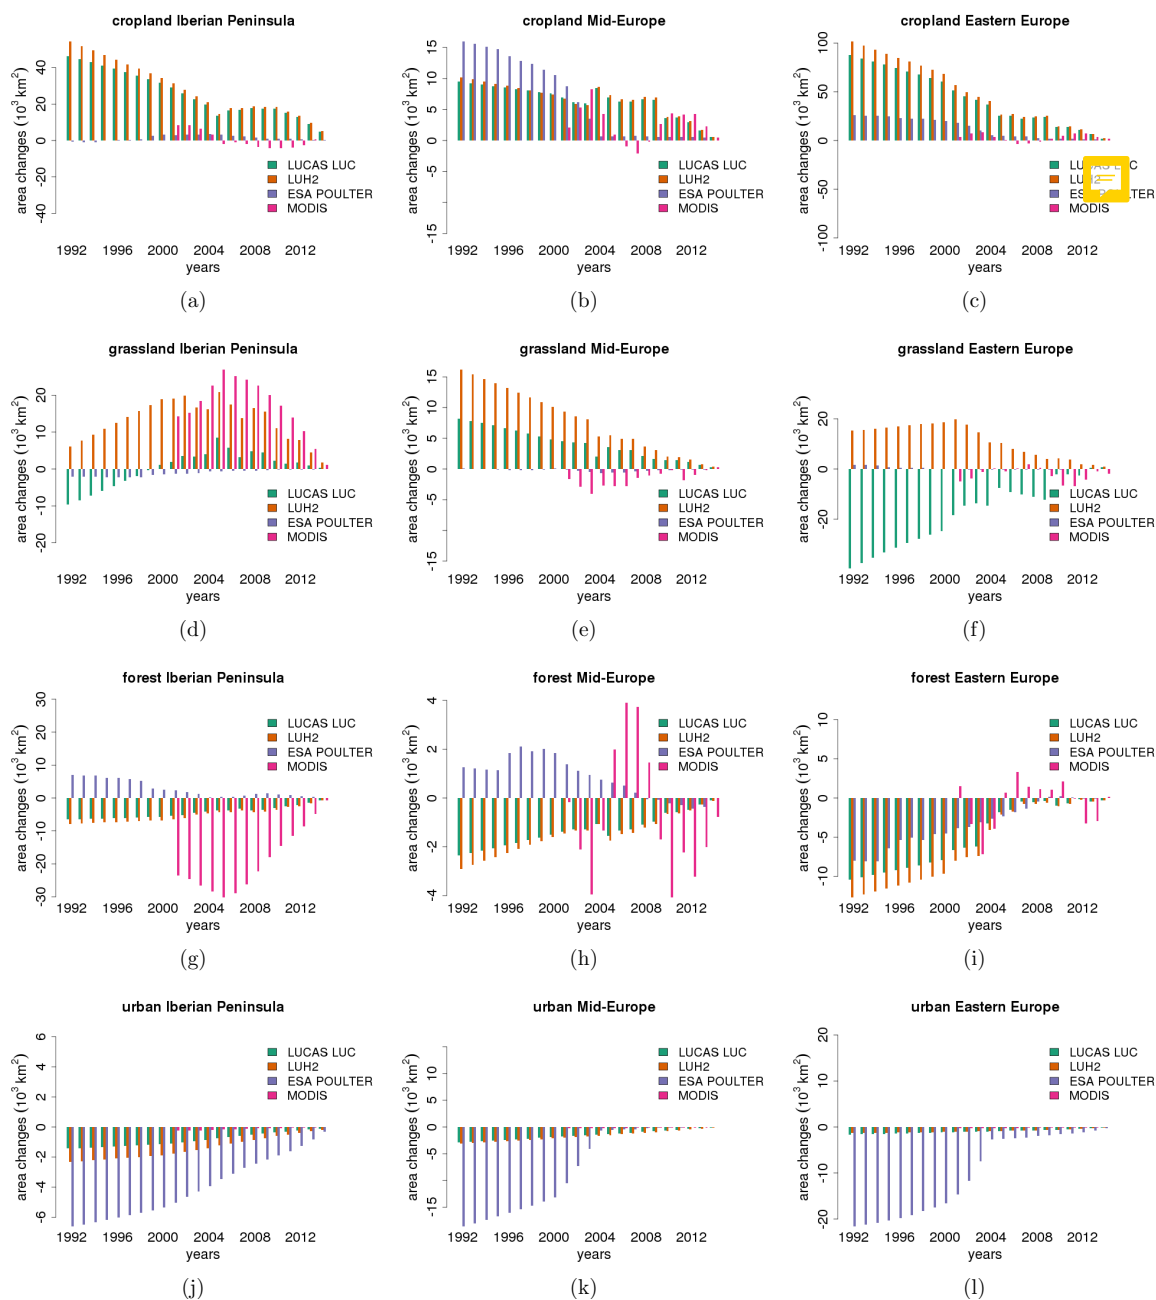 cropland Iberian Peninsula
area changes (10³ km²)
40
20
0
-20
-40
LUCAS LUC
LUH2
ESA POULTER
MODIS
1992 1996 2000 2004 2008 2012
years
(a)
cropland Mid-Europe
area changes (10³ km²)
15
10
5
0
-5
-15
LUCAS LUC
LUH2
ESA POULTER
MODIS
1992 1996 2000 2004 2008 2012
years
(b)
cropland Eastern Europe
area changes (10³ km²)
100
50
0
-50
-100
LUCAS LUC
LUH2
ESA POULTER
MODIS
1992 1996 2000 2004 2008 2012
years
(c)
grassland Iberian Peninsula
area changes (10³ km²)
20
10
0
-10
-20
LUCAS LUC
LUH2
ESA POULTER
MODIS
1992 1996 2000 2004 2008 2012
years
(d)
grassland Mid-Europe
area changes (10³ km²)
15
10
5
0
-5
-15
LUCAS LUC
LUH2
ESA POULTER
MODIS
1992 1996 2000 2004 2008 2012
years
(e)
grassland Eastern Europe
area changes (10³ km²)
20
0
-20
LUCAS LUC
LUH2
ESA POULTER
MODIS
1992 1996 2000 2004 2008 2012
years
(f)
forest Iberian Peninsula
area changes (10³ km²)
30
20
10
0
-10
-20
-30
LUCAS LUC
LUH2
ESA POULTER
MODIS
1992 1996 2000 2004 2008 2012
years
(g)
forest Mid-Europe
area changes (10³ km²)
4
2
0
-2
-4
LUCAS LUC
LUH2
ESA POULTER
MODIS
1992 1996 2000 2004 2008 2012
years
(h)
forest Eastern Europe
area changes (10³ km²)
10
5
0
-5
-10
LUCAS LUC
LUH2
ESA POULTER
MODIS
1992 1996 2000 2004 2008 2012
years
(i)
urban Iberian Peninsula
area changes (10³ km²)
6
4
2
0
-2
-4
-6
LUCAS LUC
LUH2
ESA POULTER
MODIS
1992 1996 2000 2004 2008 2012
years
(j)
urban Mid-Europe
area changes (10³ km²)
10
5
0
-5
-15
LUCAS LUC
LUH2
ESA POULTER
MODIS
1992 1996 2000 2004 2008 2012
years
(k)
urban Eastern Europe
area changes (10³ km²)
20
10
0
-10
-20
LUCAS LUC
LUH2
ESA POULTER
MODIS
1992 1996 2000 2004 2008 2012
years
(l)